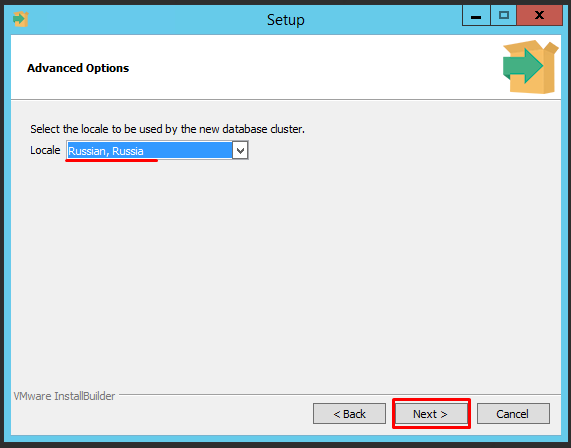 Setup
Advanced Options
Select the locale to be used by the new database cluster.
Locale Russian, Russia
VMware InstallBuilder
< Back Next > Cancel